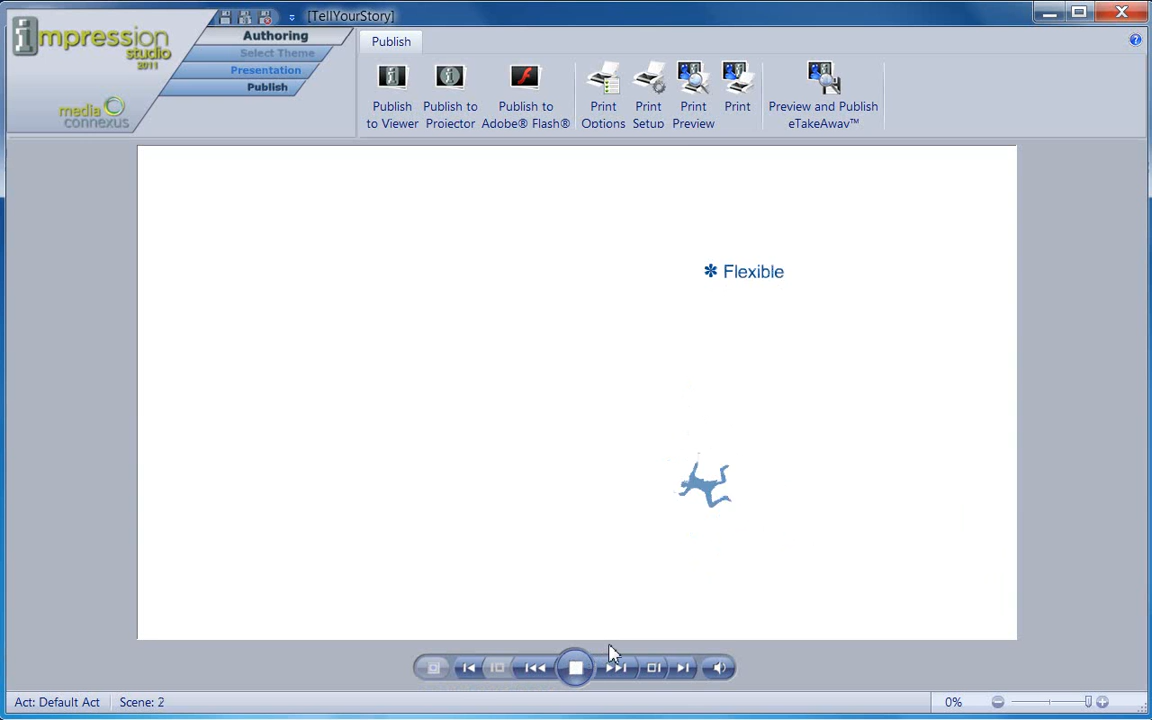 [TellYourStory]
impression
studio
2011
media
connexus
Authoring
Select Theme
Presentation
Publish
Publish
Publish to Viewer
Publish to Projector
Publish to Adobe® Flash®
Print Options
Print Setup
Print Preview
Print
Preview and Publish eTakeAway™
✻ Flexible
Act: Default Act
Scene: 2
0%